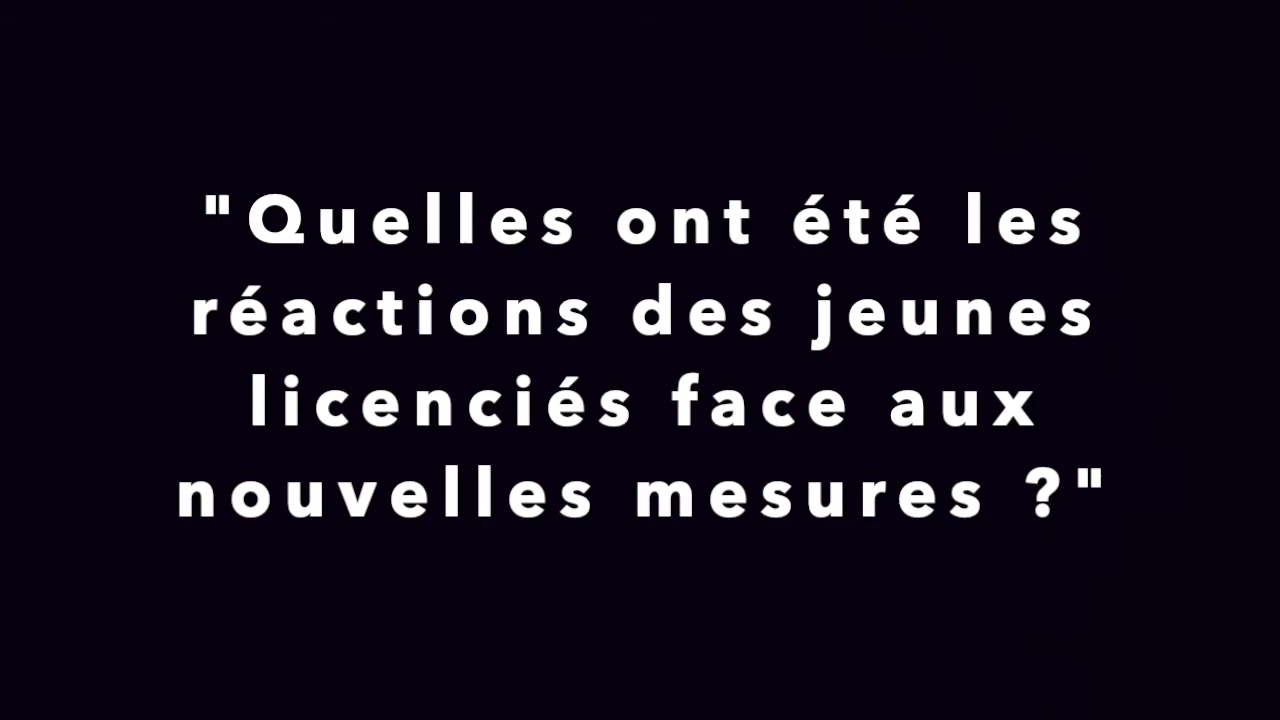 "Quelles ont été les
réactions des jeunes
licenciés face aux
nouvelles mesures ?"